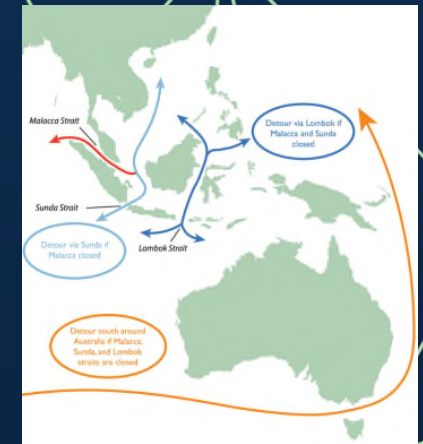 Malacca Strait
Detour via Lombok if
Malacca and Sunda
closed
Sunda Strait
Lombok Strait
Detour via Sunda if
Malacca closed
Detour south around
Australia if Malacca,
Sunda, and Lombok
straits are closed